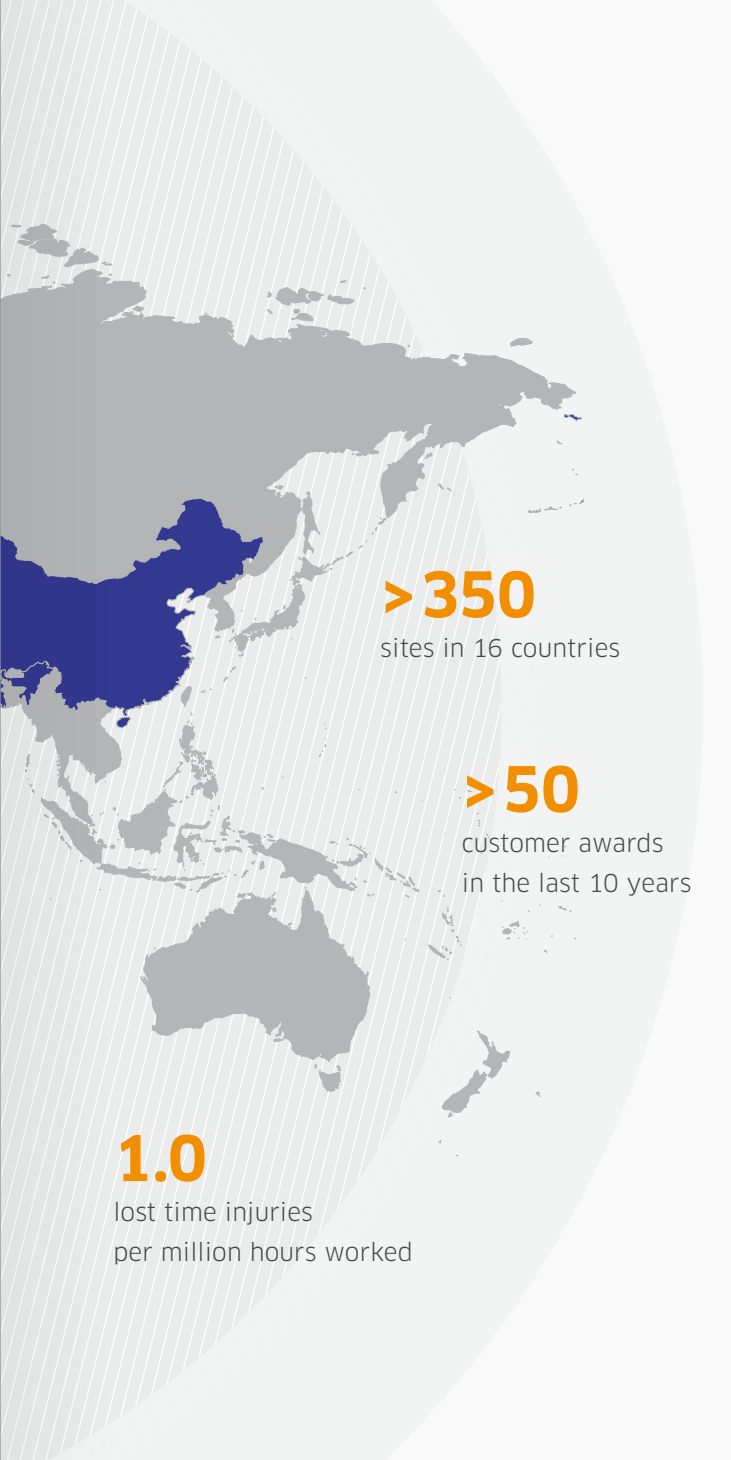 > 350
sites in 16 countries
> 50
customer awards
in the last 10 years
1.0
lost time injuries
per million hours worked